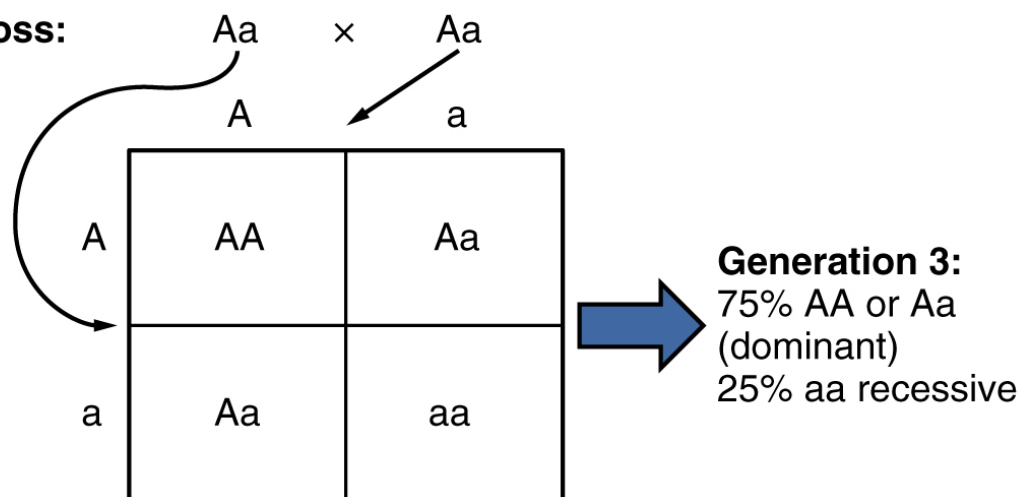 oss: Aa × Aa
A a
A AA Aa
a Aa aa
Generation 3:
75% AA or Aa
(dominant)
25% aa recessive